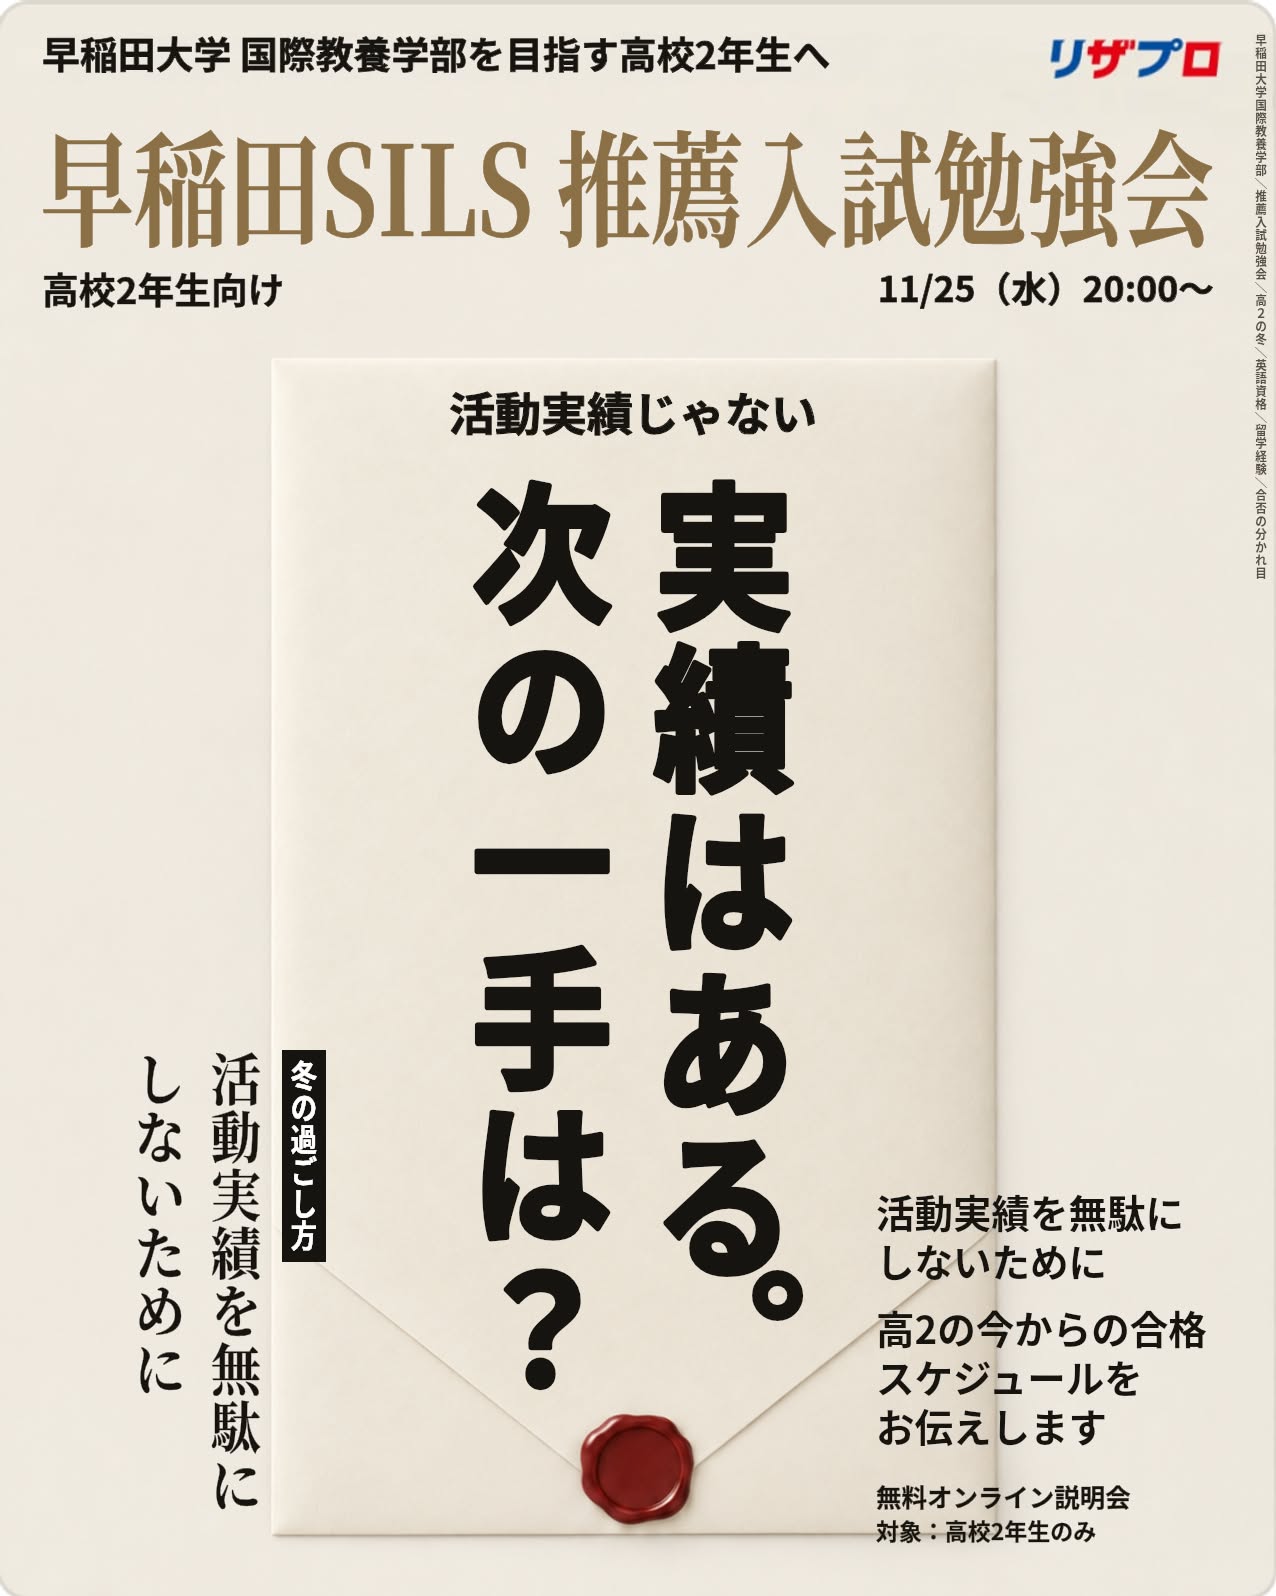 早稲田大学 国際教養学部を目指す高校2年生へ
リザプロ
早稲田SILS 推薦入試勉強会
高校2年生向け
11/25（水）20:00〜
早稲田大学国際教養学部／推薦入試勉強会／高2の冬／英語資格／留学経験／合否の分かれ目
活動実績じゃない
実績はある。
次の一手は？
冬の過ごし方
活動実績を無駄に
しないために
活動実績を無駄に
しないために
高2の今からの合格
スケジュールを
お伝えします
無料オンライン説明会
対象：高校2年生のみ